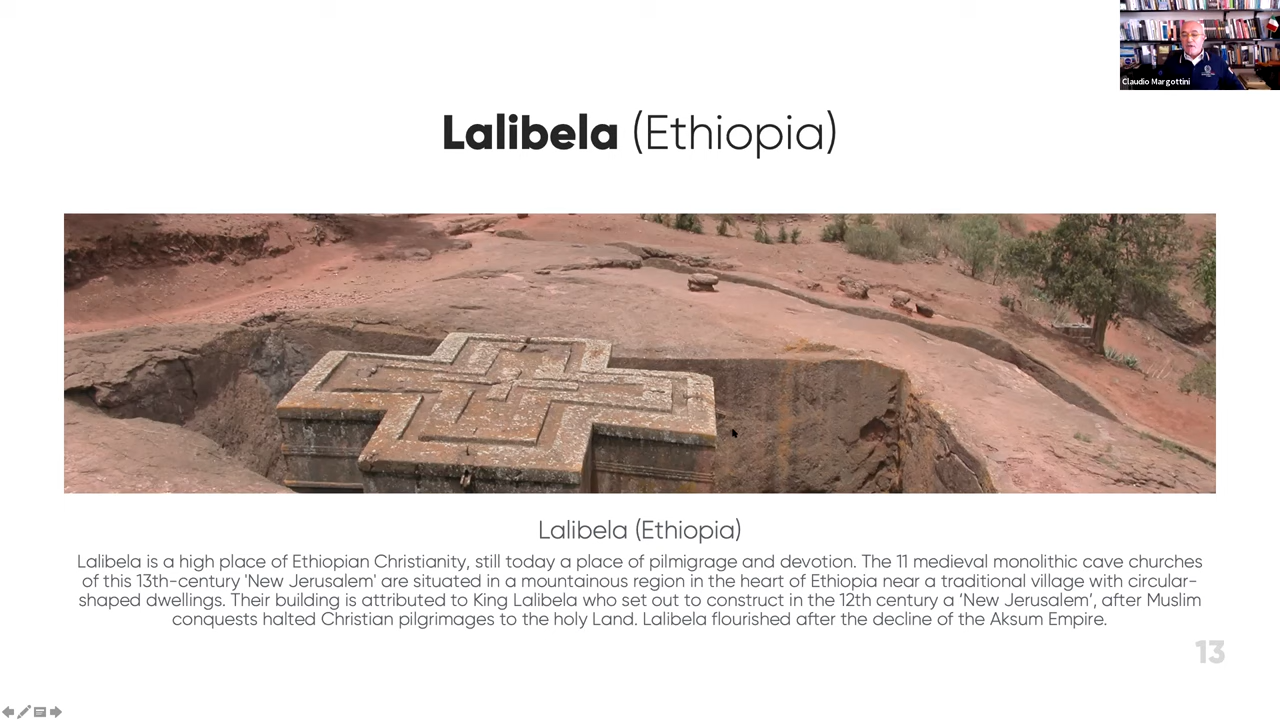 Claudio Margottini
Lalibela (Ethiopia)
Lalibela (Ethiopia)
Lalibela is a high place of Ethiopian Christianity, still today a place of pilmigrage and devotion. The 11 medieval monolithic cave churches
of this 13th-century 'New Jerusalem' are situated in a mountainous region in the heart of Ethiopia near a traditional village with circular-
shaped dwellings. Their building is attributed to King Lalibela who set out to construct in the 12th century a ‘New Jerusalem’, after Muslim
conquests halted Christian pilgrimages to the holy Land. Lalibela flourished after the decline of the Aksum Empire.
13